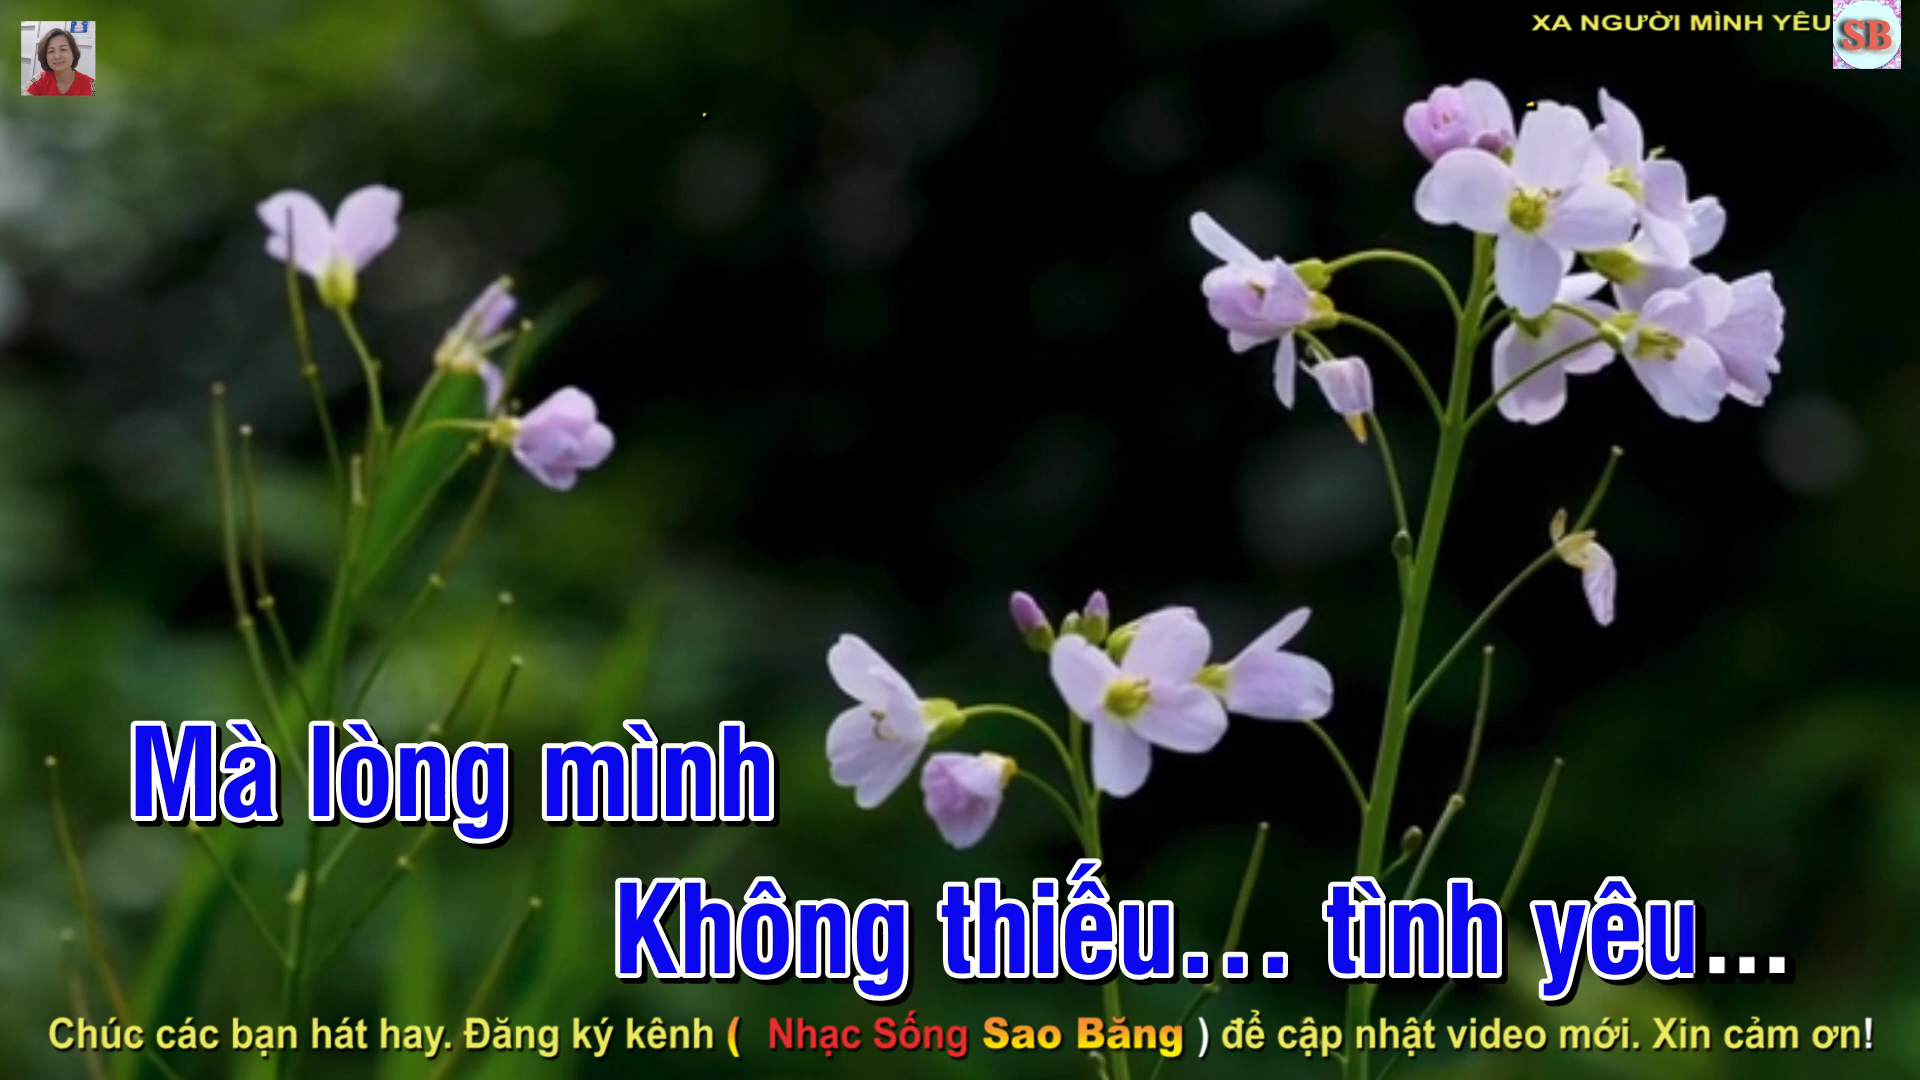 XA NGƯỜI MÌNH YÊU
SB
Mà lòng mình
Không thiếu... tình yêu...
Chúc các bạn hát hay. Đăng ký kênh ( Nhạc Sống Sao Băng ) để cập nhật video mới. Xin cảm ơn!